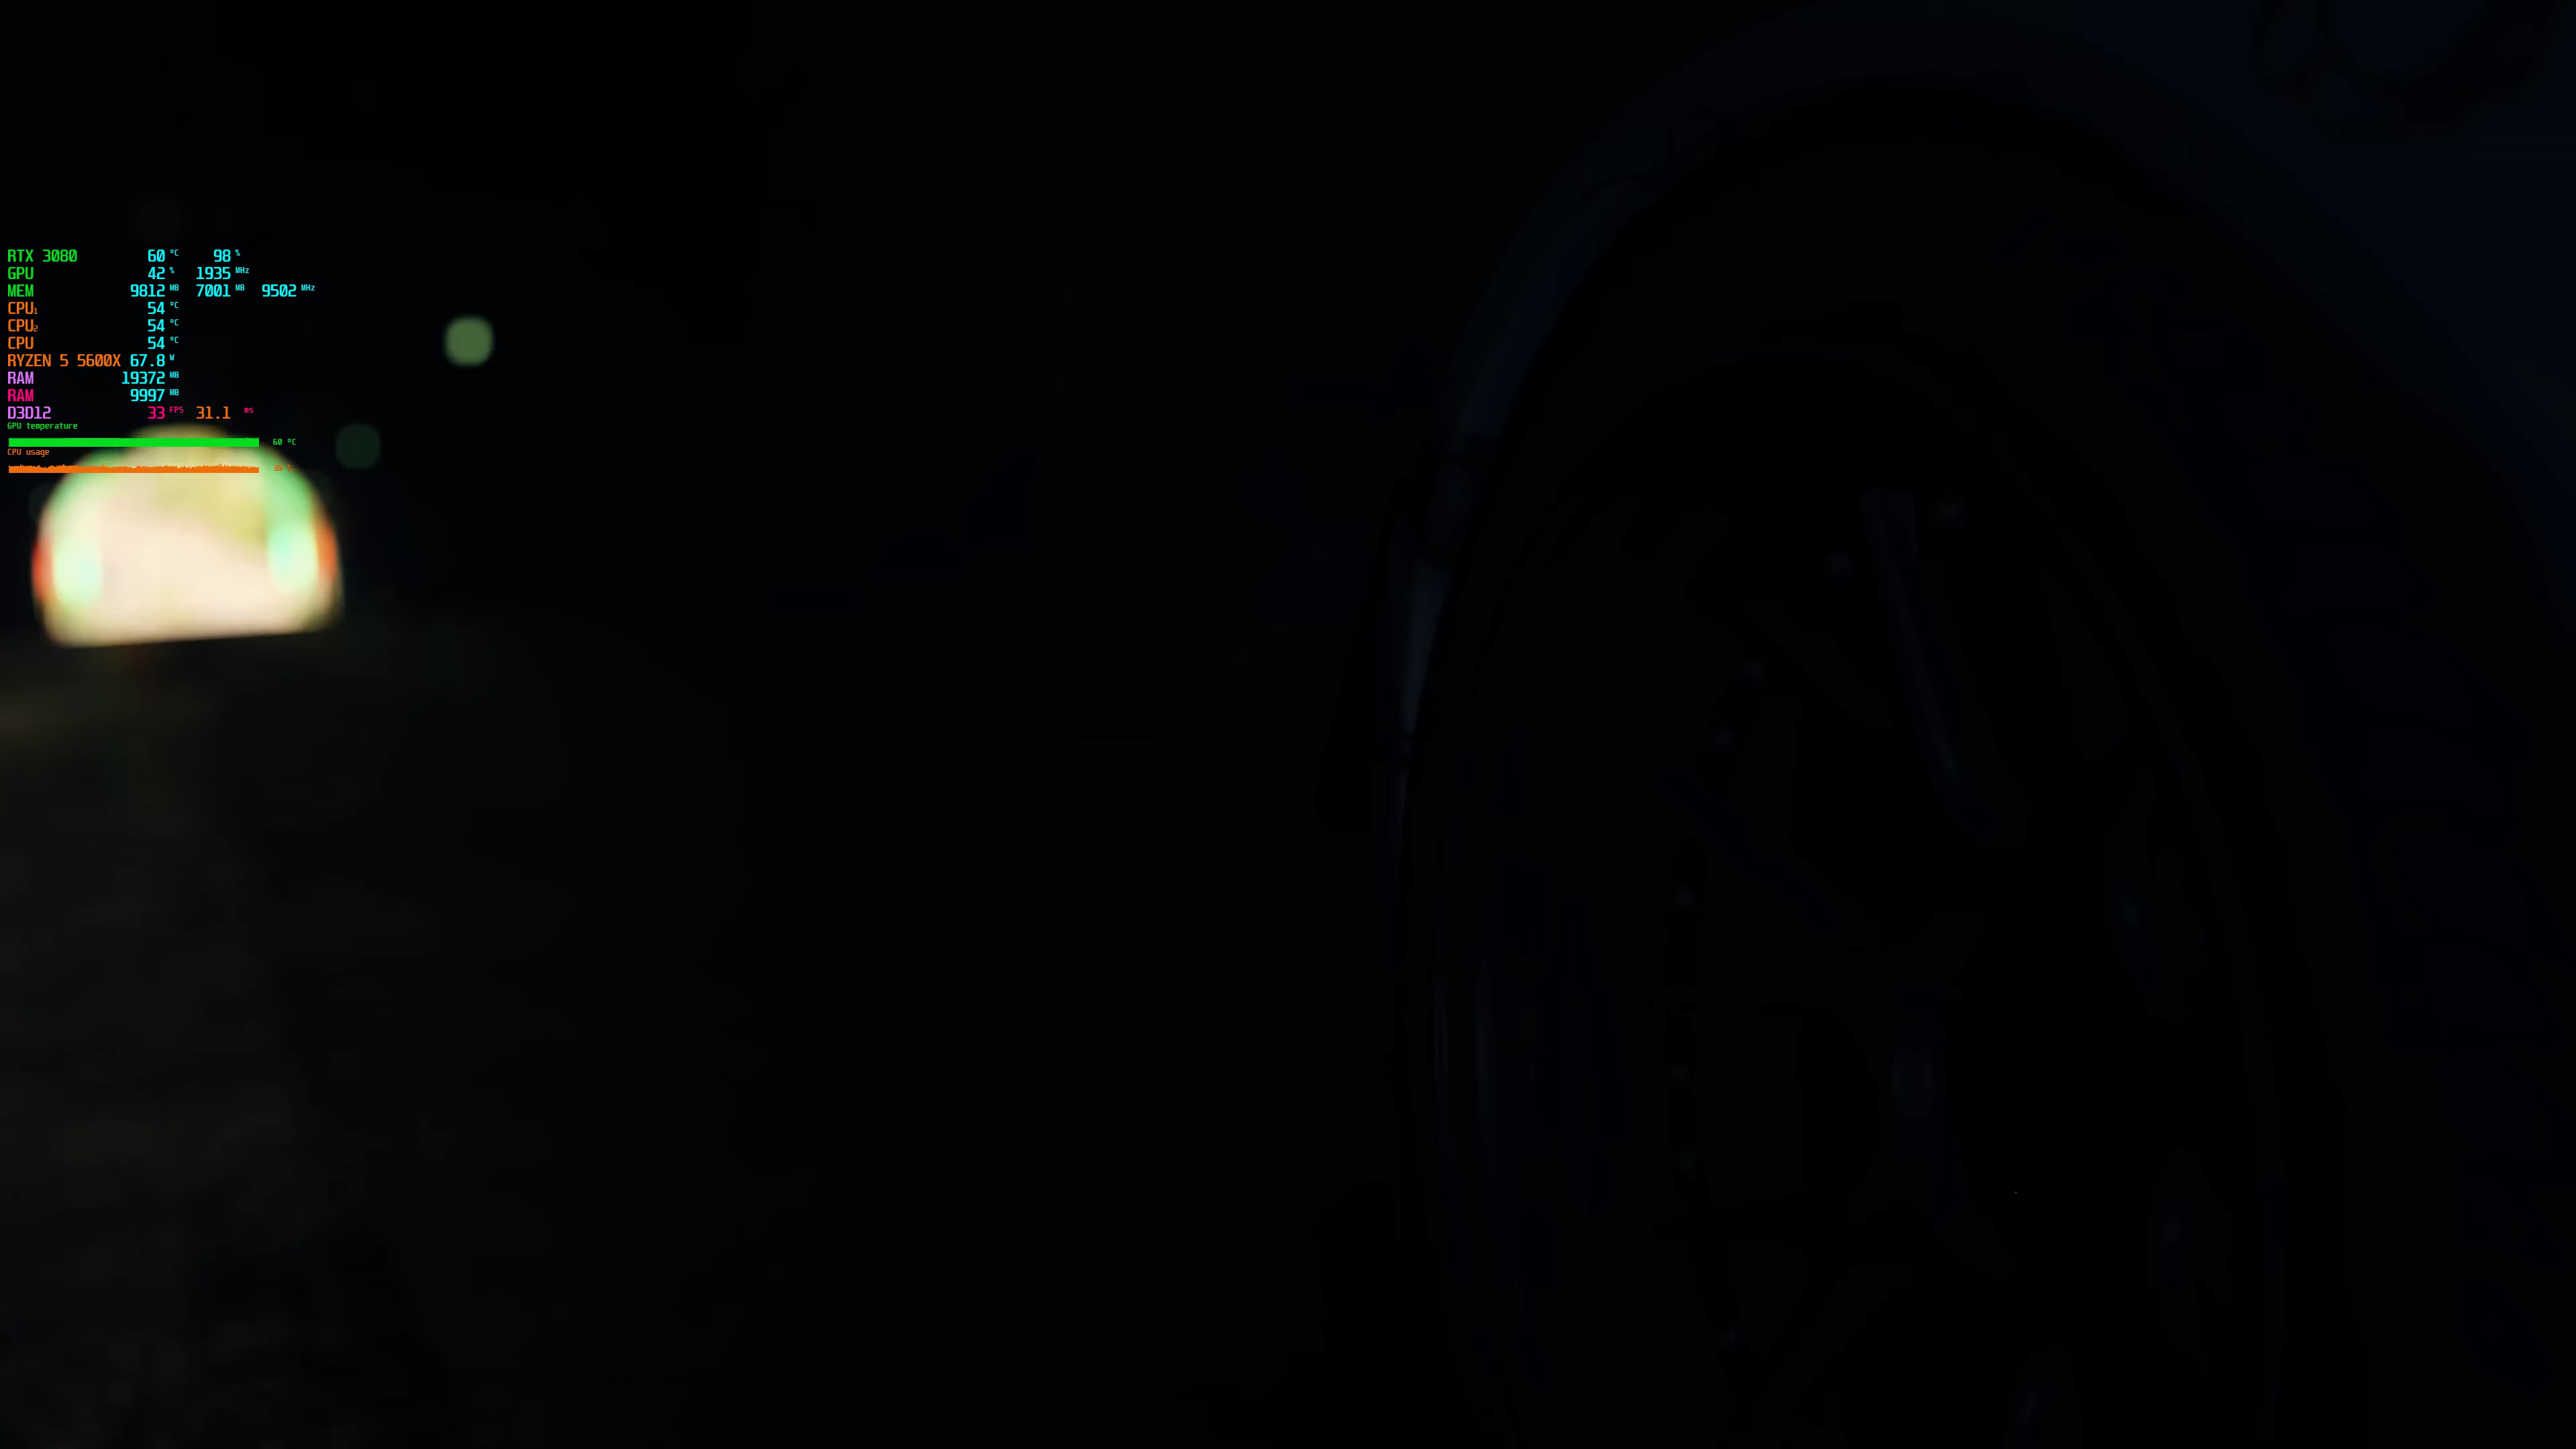 RTX 3080 60 °C 98 %
GPU 42 % 1935 MHz
MEM 9812 MB 7001 MB 9502 MHz
CPU1 54 °C
CPU2 54 °C
CPU 54 °C
RYZEN 5 5600X 67.8 W
RAM 19372 MB
RAM 9997 MB
D3D12 33 FPS 31.1 ms
GPU temperature
60 °C
CPU usage